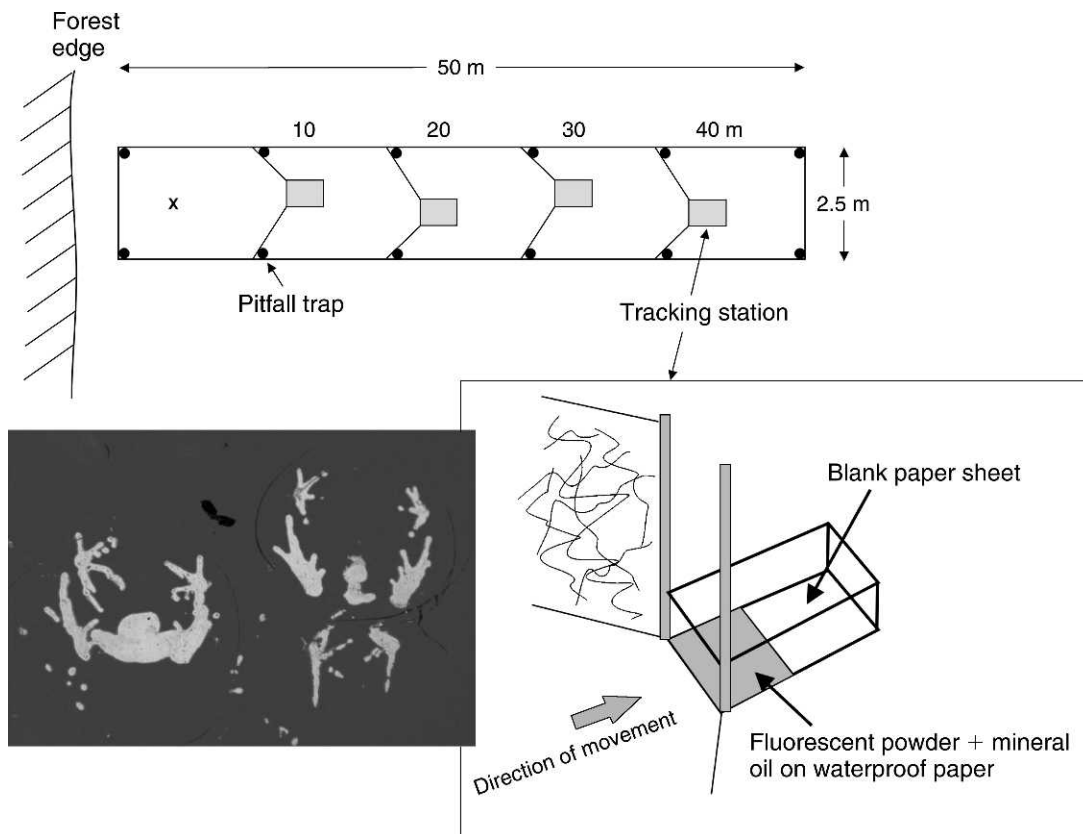 Forest
edge
50 m
10 20 30 40 m
x
2.5 m
Pitfall trap
Tracking station
Blank paper sheet
Direction of movement
Fluorescent powder + mineral
oil on waterproof paper